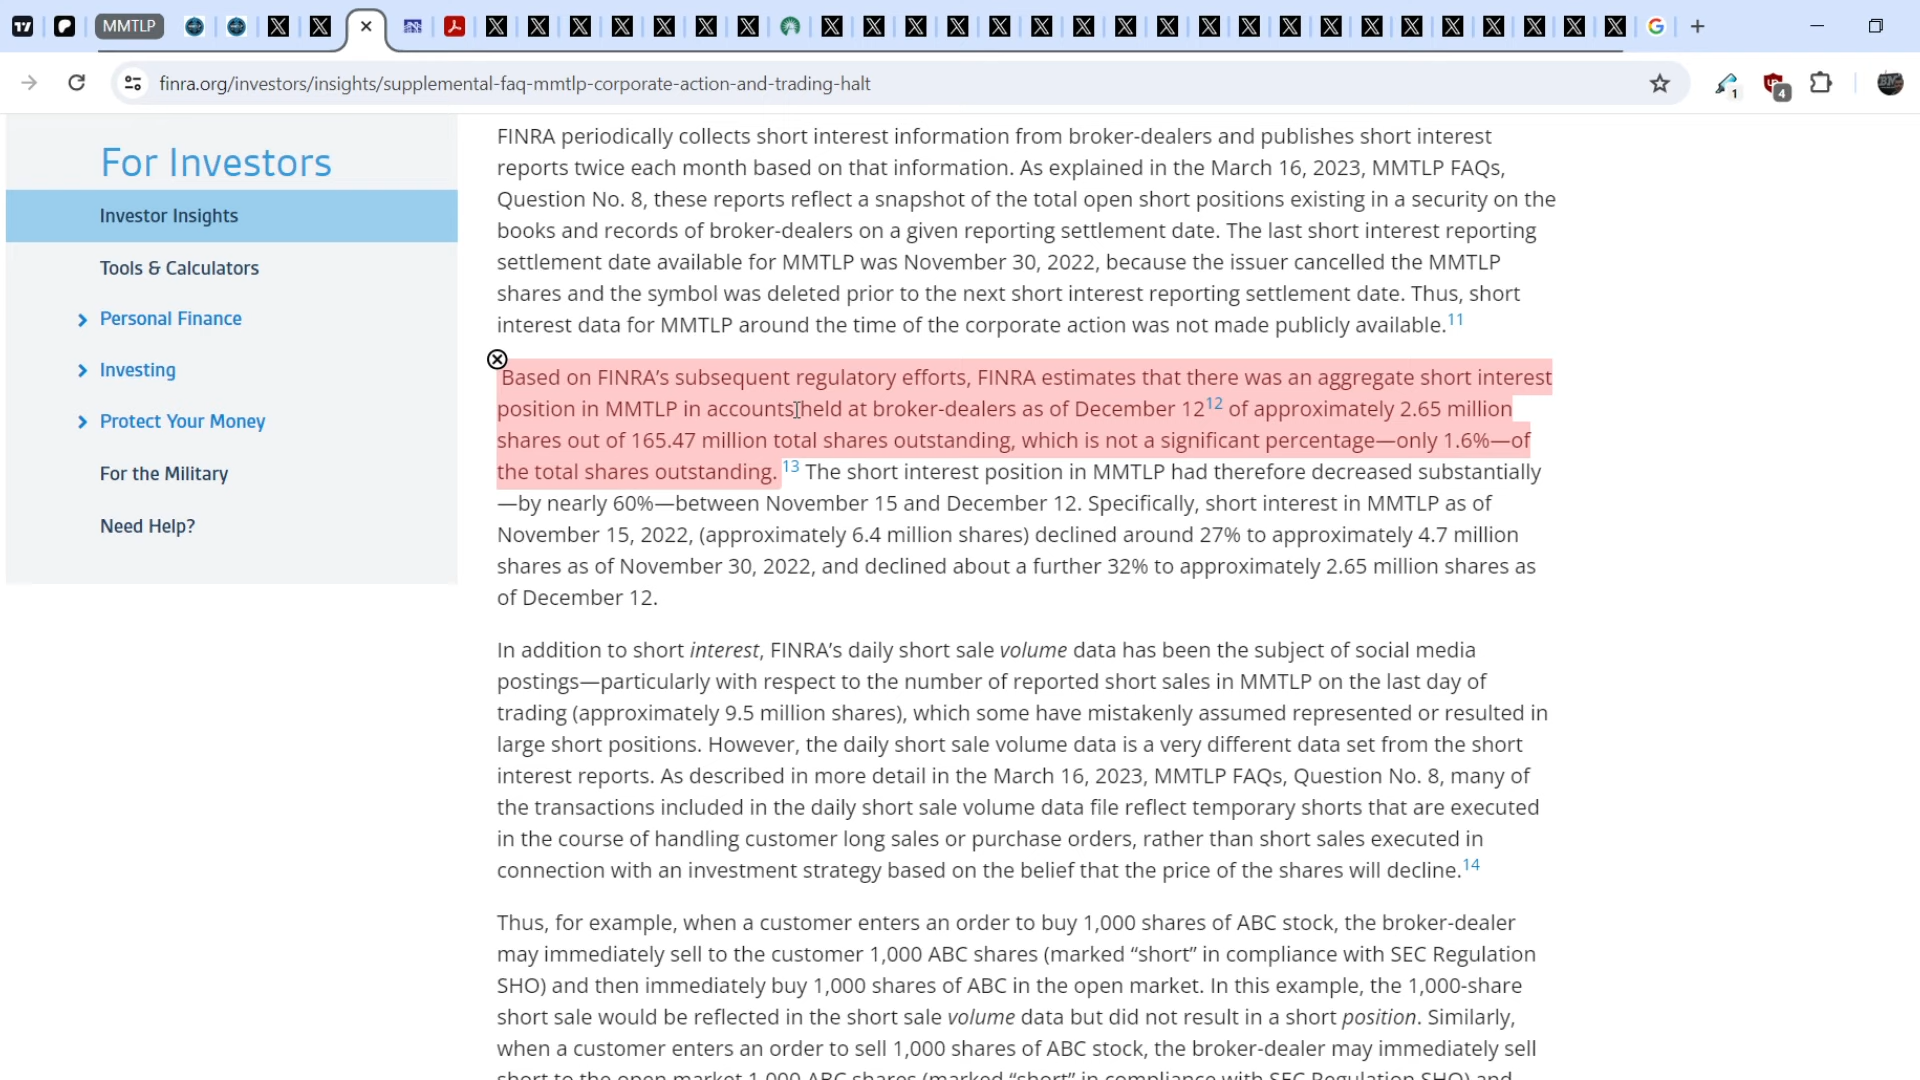 MMTLP
finra.org/investors/insights/supplemental-faq-mmtlp-corporate-action-and-trading-halt
1
4
For Investors
Investor Insights
Tools & Calculators
Personal Finance
Investing
Protect Your Money
For the Military
Need Help?
FINRA periodically collects short interest information from broker-dealers and publishes short interest
reports twice each month based on that information. As explained in the March 16, 2023, MMTLP FAQs,
Question No. 8, these reports reflect a snapshot of the total open short positions existing in a security on the
books and records of broker-dealers on a given reporting settlement date. The last short interest reporting
settlement date available for MMTLP was November 30, 2022, because the issuer cancelled the MMTLP
shares and the symbol was deleted prior to the next short interest reporting settlement date. Thus, short
interest data for MMTLP around the time of the corporate action was not made publicly available.11
Based on FINRA’s subsequent regulatory efforts, FINRA estimates that there was an aggregate short interest
position in MMTLP in accounts held at broker-dealers as of December 1212 of approximately 2.65 million
shares out of 165.47 million total shares outstanding, which is not a significant percentage—only 1.6%—of
the total shares outstanding. 13 The short interest position in MMTLP had therefore decreased substantially
—by nearly 60%—between November 15 and December 12. Specifically, short interest in MMTLP as of
November 15, 2022, (approximately 6.4 million shares) declined around 27% to approximately 4.7 million
shares as of November 30, 2022, and declined about a further 32% to approximately 2.65 million shares as
of December 12.
In addition to short interest, FINRA’s daily short sale volume data has been the subject of social media
postings—particularly with respect to the number of reported short sales in MMTLP on the last day of
trading (approximately 9.5 million shares), which some have mistakenly assumed represented or resulted in
large short positions. However, the daily short sale volume data is a very different data set from the short
interest reports. As described in more detail in the March 16, 2023, MMTLP FAQs, Question No. 8, many of
the transactions included in the daily short sale volume data file reflect temporary shorts that are executed
in the course of handling customer long sales or purchase orders, rather than short sales executed in
connection with an investment strategy based on the belief that the price of the shares will decline.14
Thus, for example, when a customer enters an order to buy 1,000 shares of ABC stock, the broker-dealer
may immediately sell to the customer 1,000 ABC shares (marked “short” in compliance with SEC Regulation
SHO) and then immediately buy 1,000 shares of ABC in the open market. In this example, the 1,000-share
short sale would be reflected in the short sale volume data but did not result in a short position. Similarly,
when a customer enters an order to sell 1,000 shares of ABC stock, the broker-dealer may immediately sell
short to the open market 1,000 ABC shares (marked “short” in compliance with SEC Regulation SHO) and